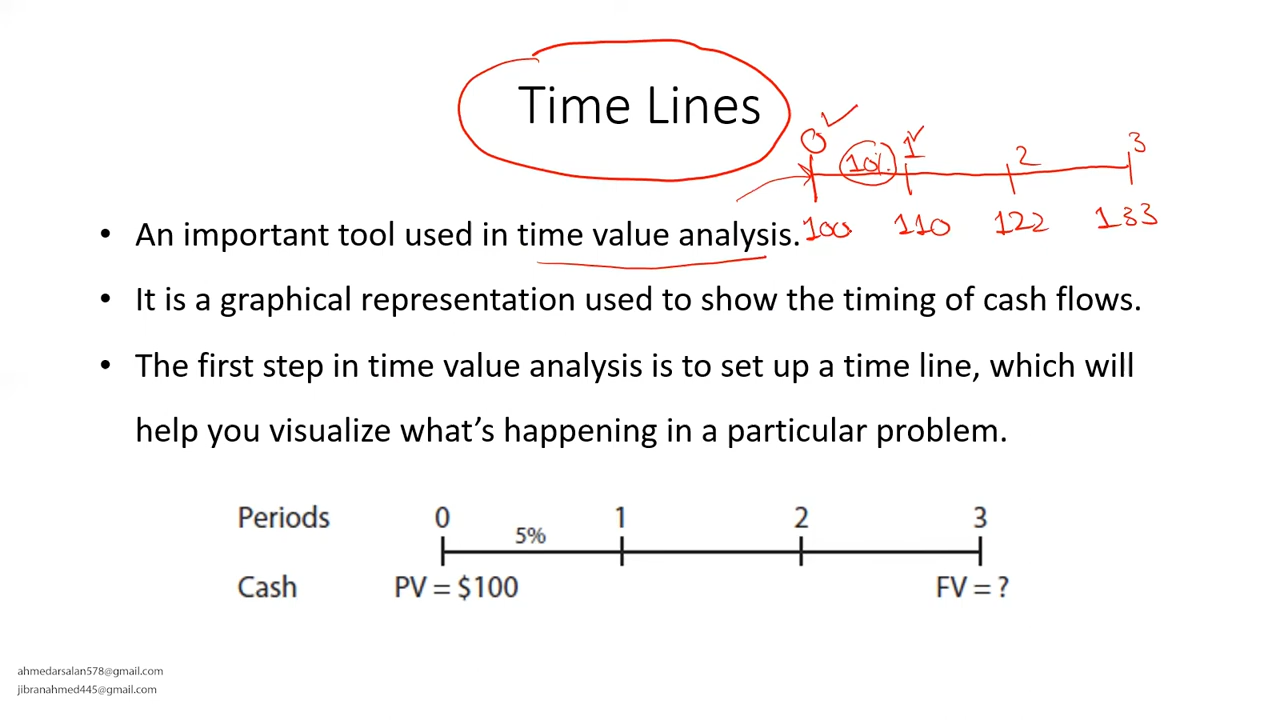 Time Lines
0 10% 1 2 3
100 110 122 133
• An important tool used in time value analysis.
• It is a graphical representation used to show the timing of cash flows.
• The first step in time value analysis is to set up a time line, which will
help you visualize what's happening in a particular problem.
Periods 0 1 2 3
5%
Cash PV = $100 FV = ?
ahmedarsalan578@gmail.com
jibranahmed445@gmail.com